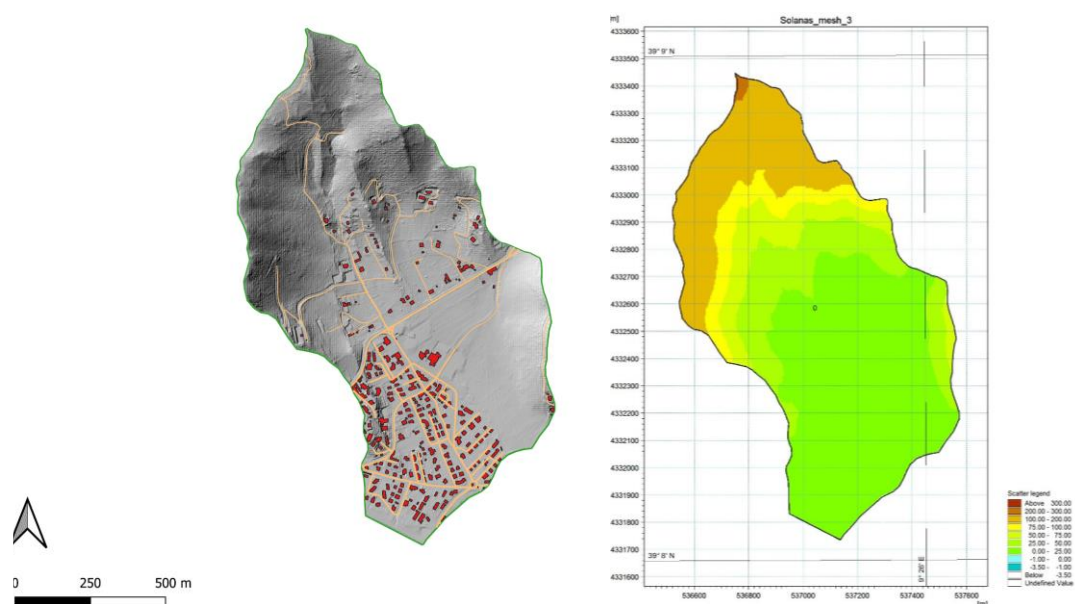 0
250
500 m
Solanas_mesh_3
[m]
4333600
39° 9' N
4333500
4333400
4333300
4333200
4333100
4333000
4332900
4332800
4332700
4332600
0
4332500
4332400
4332300
4332200
4332100
4332000
4331900
4331800
4331700
39° 8' N
4331600
9° 26' E
536600
536800
537000
537200
537400
537600
[m]
Scatter legend
Above 300.00
200.00 - 300.00
100.00 - 200.00
75.00 - 100.00
50.00 - 75.00
25.00 - 50.00
0.00 - 25.00
-1.00 - 0.00
-3.50 - -1.00
Below -3.50
Undefined Value